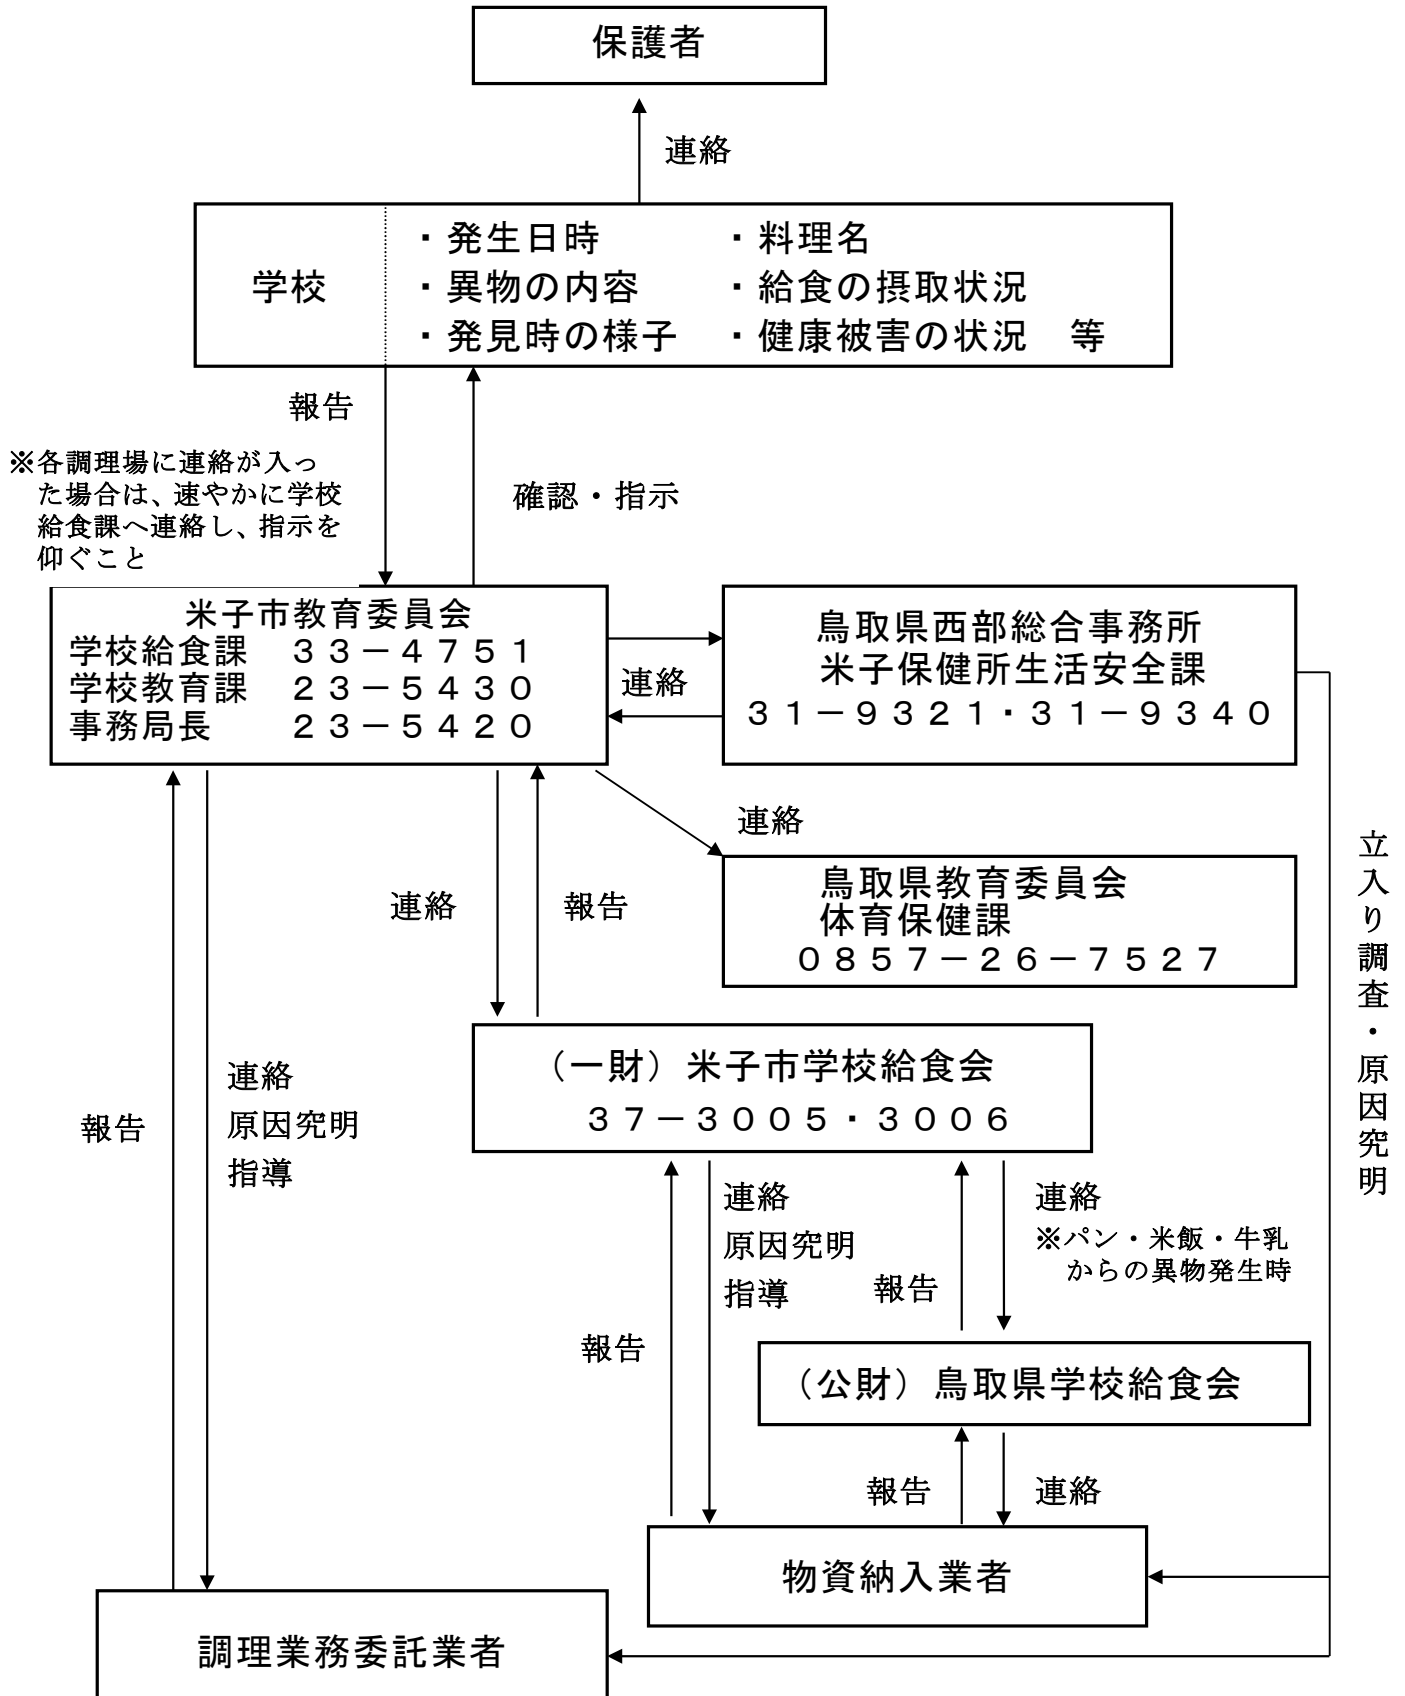 保護者
連絡
学校
・発生日時　　　・料理名
・異物の内容　　・給食の摂取状況
・発見時の様子　・健康被害の状況　等
報告
※各調理場に連絡が入っ
た場合は、速やかに学校
給食課へ連絡し、指示を
仰ぐこと
確認・指示
米子市教育委員会
学校給食課　３３－４７５１
学校教育課　２３－５４３０
事務局長　　２３－５４２０
連絡
鳥取県西部総合事務所
米子保健所生活安全課
３１－９３２１・３１－９３４０
連絡
鳥取県教育委員会
体育保健課
０８５７－２６－７５２７
立入り調査・原因究明
連絡
報告
（一財）米子市学校給食会
３７－３００５・３００６
報告
連絡
原因究明
指導
報告
連絡
原因究明
指導
報告
連絡
※パン・米飯・牛乳
からの異物発生時
（公財）鳥取県学校給食会
報告
連絡
物資納入業者
調理業務委託業者